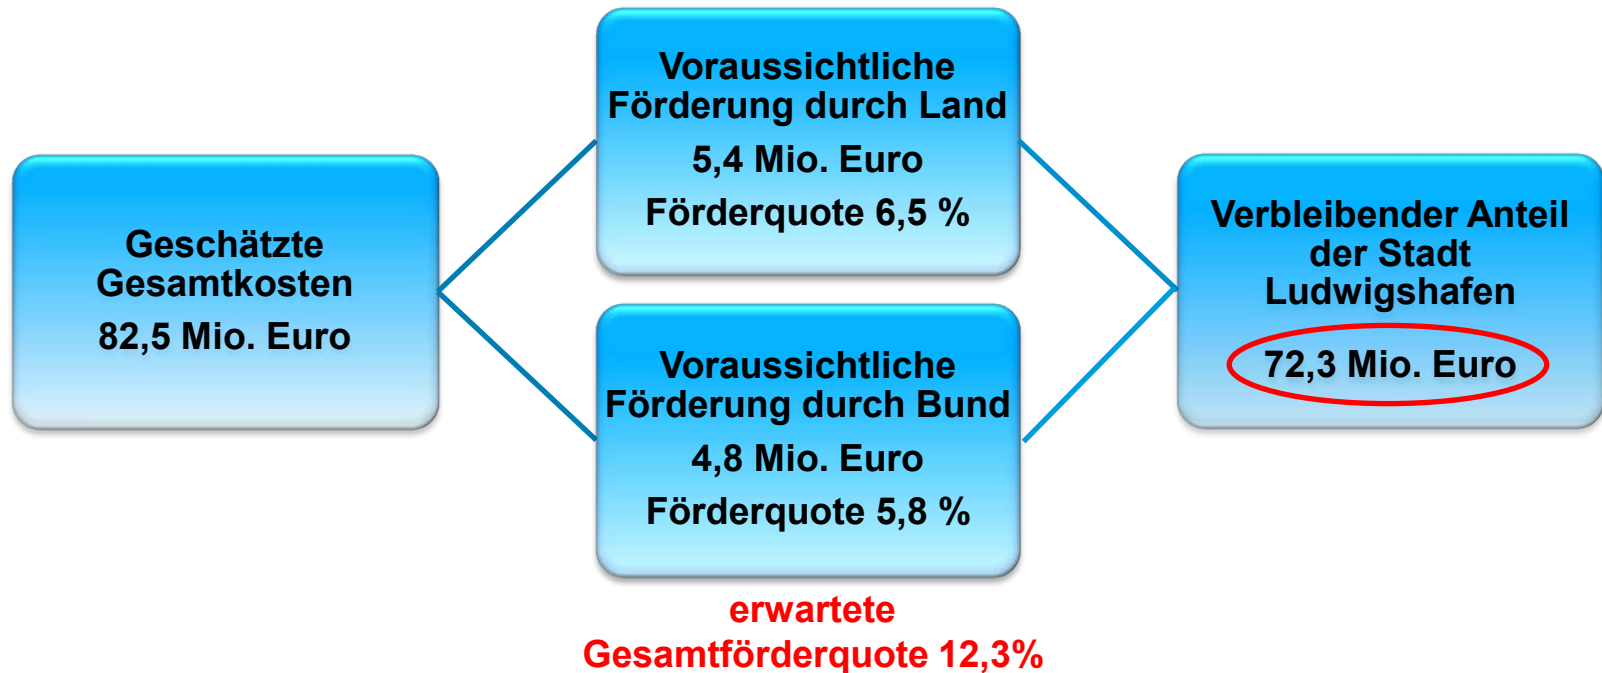 Geschätzte
Gesamtkosten
82,5 Mio. Euro
Voraussichtliche
Förderung durch Land
5,4 Mio. Euro
Förderquote 6,5 %
Voraussichtliche
Förderung durch Bund
4,8 Mio. Euro
Förderquote 5,8 %
erwartete
Gesamtförderquote 12,3%
Verbleibender Anteil
der Stadt
Ludwigshafen
72,3 Mio. Euro